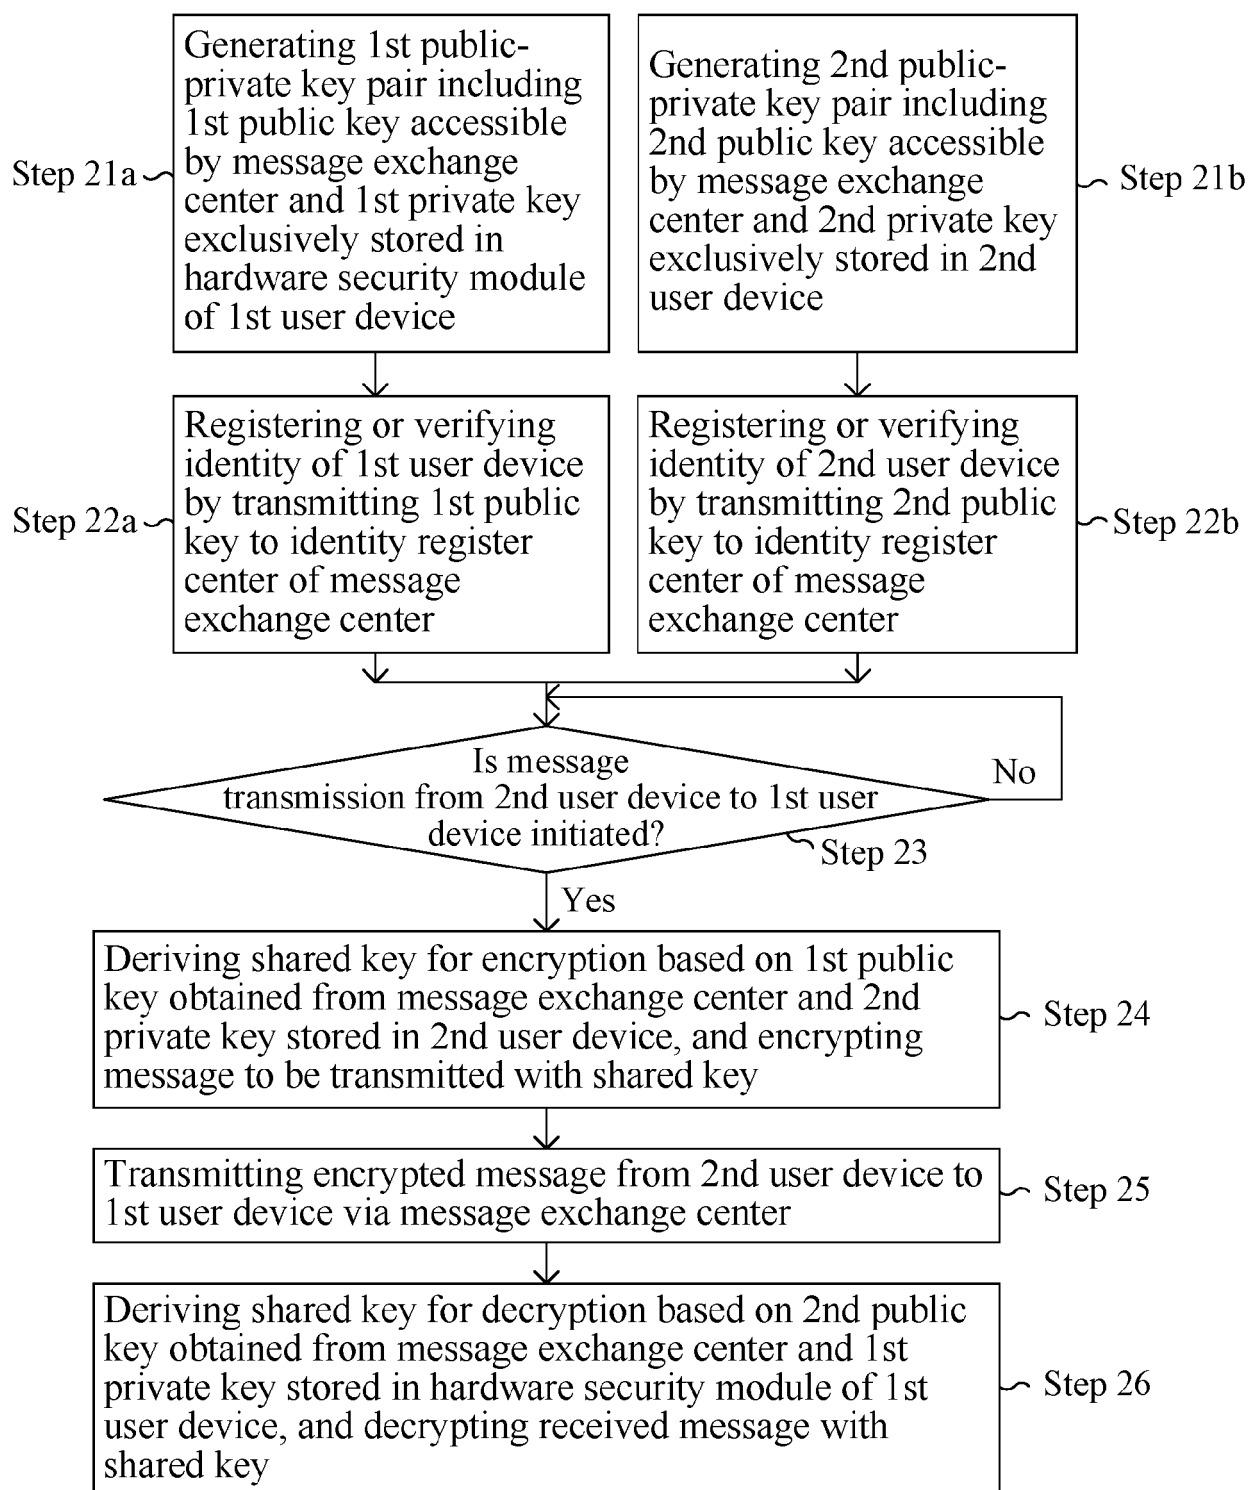 Generating 1st public-
private key pair including
1st public key accessible
by message exchange
center and 1st private key
exclusively stored in
hardware security module
of 1st user device
Step 21a
Generating 2nd public-
private key pair including
2nd public key accessible
by message exchange
center and 2nd private key
exclusively stored in 2nd
user device
Step 21b
Registering or verifying
identity of 1st user device
by transmitting 1st public
key to identity register
center of message
exchange center
Step 22a
Registering or verifying
identity of 2nd user device
by transmitting 2nd public
key to identity register
center of message
exchange center
Step 22b
Is message
transmission from 2nd user device to 1st user
device initiated?
No
Step 23
Yes
Deriving shared key for encryption based on 1st public
key obtained from message exchange center and 2nd
private key stored in 2nd user device, and encrypting
message to be transmitted with shared key
Step 24
Transmitting encrypted message from 2nd user device to
1st user device via message exchange center
Step 25
Deriving shared key for decryption based on 2nd public
key obtained from message exchange center and 1st
private key stored in hardware security module of 1st
user device, and decrypting received message with
shared key
Step 26